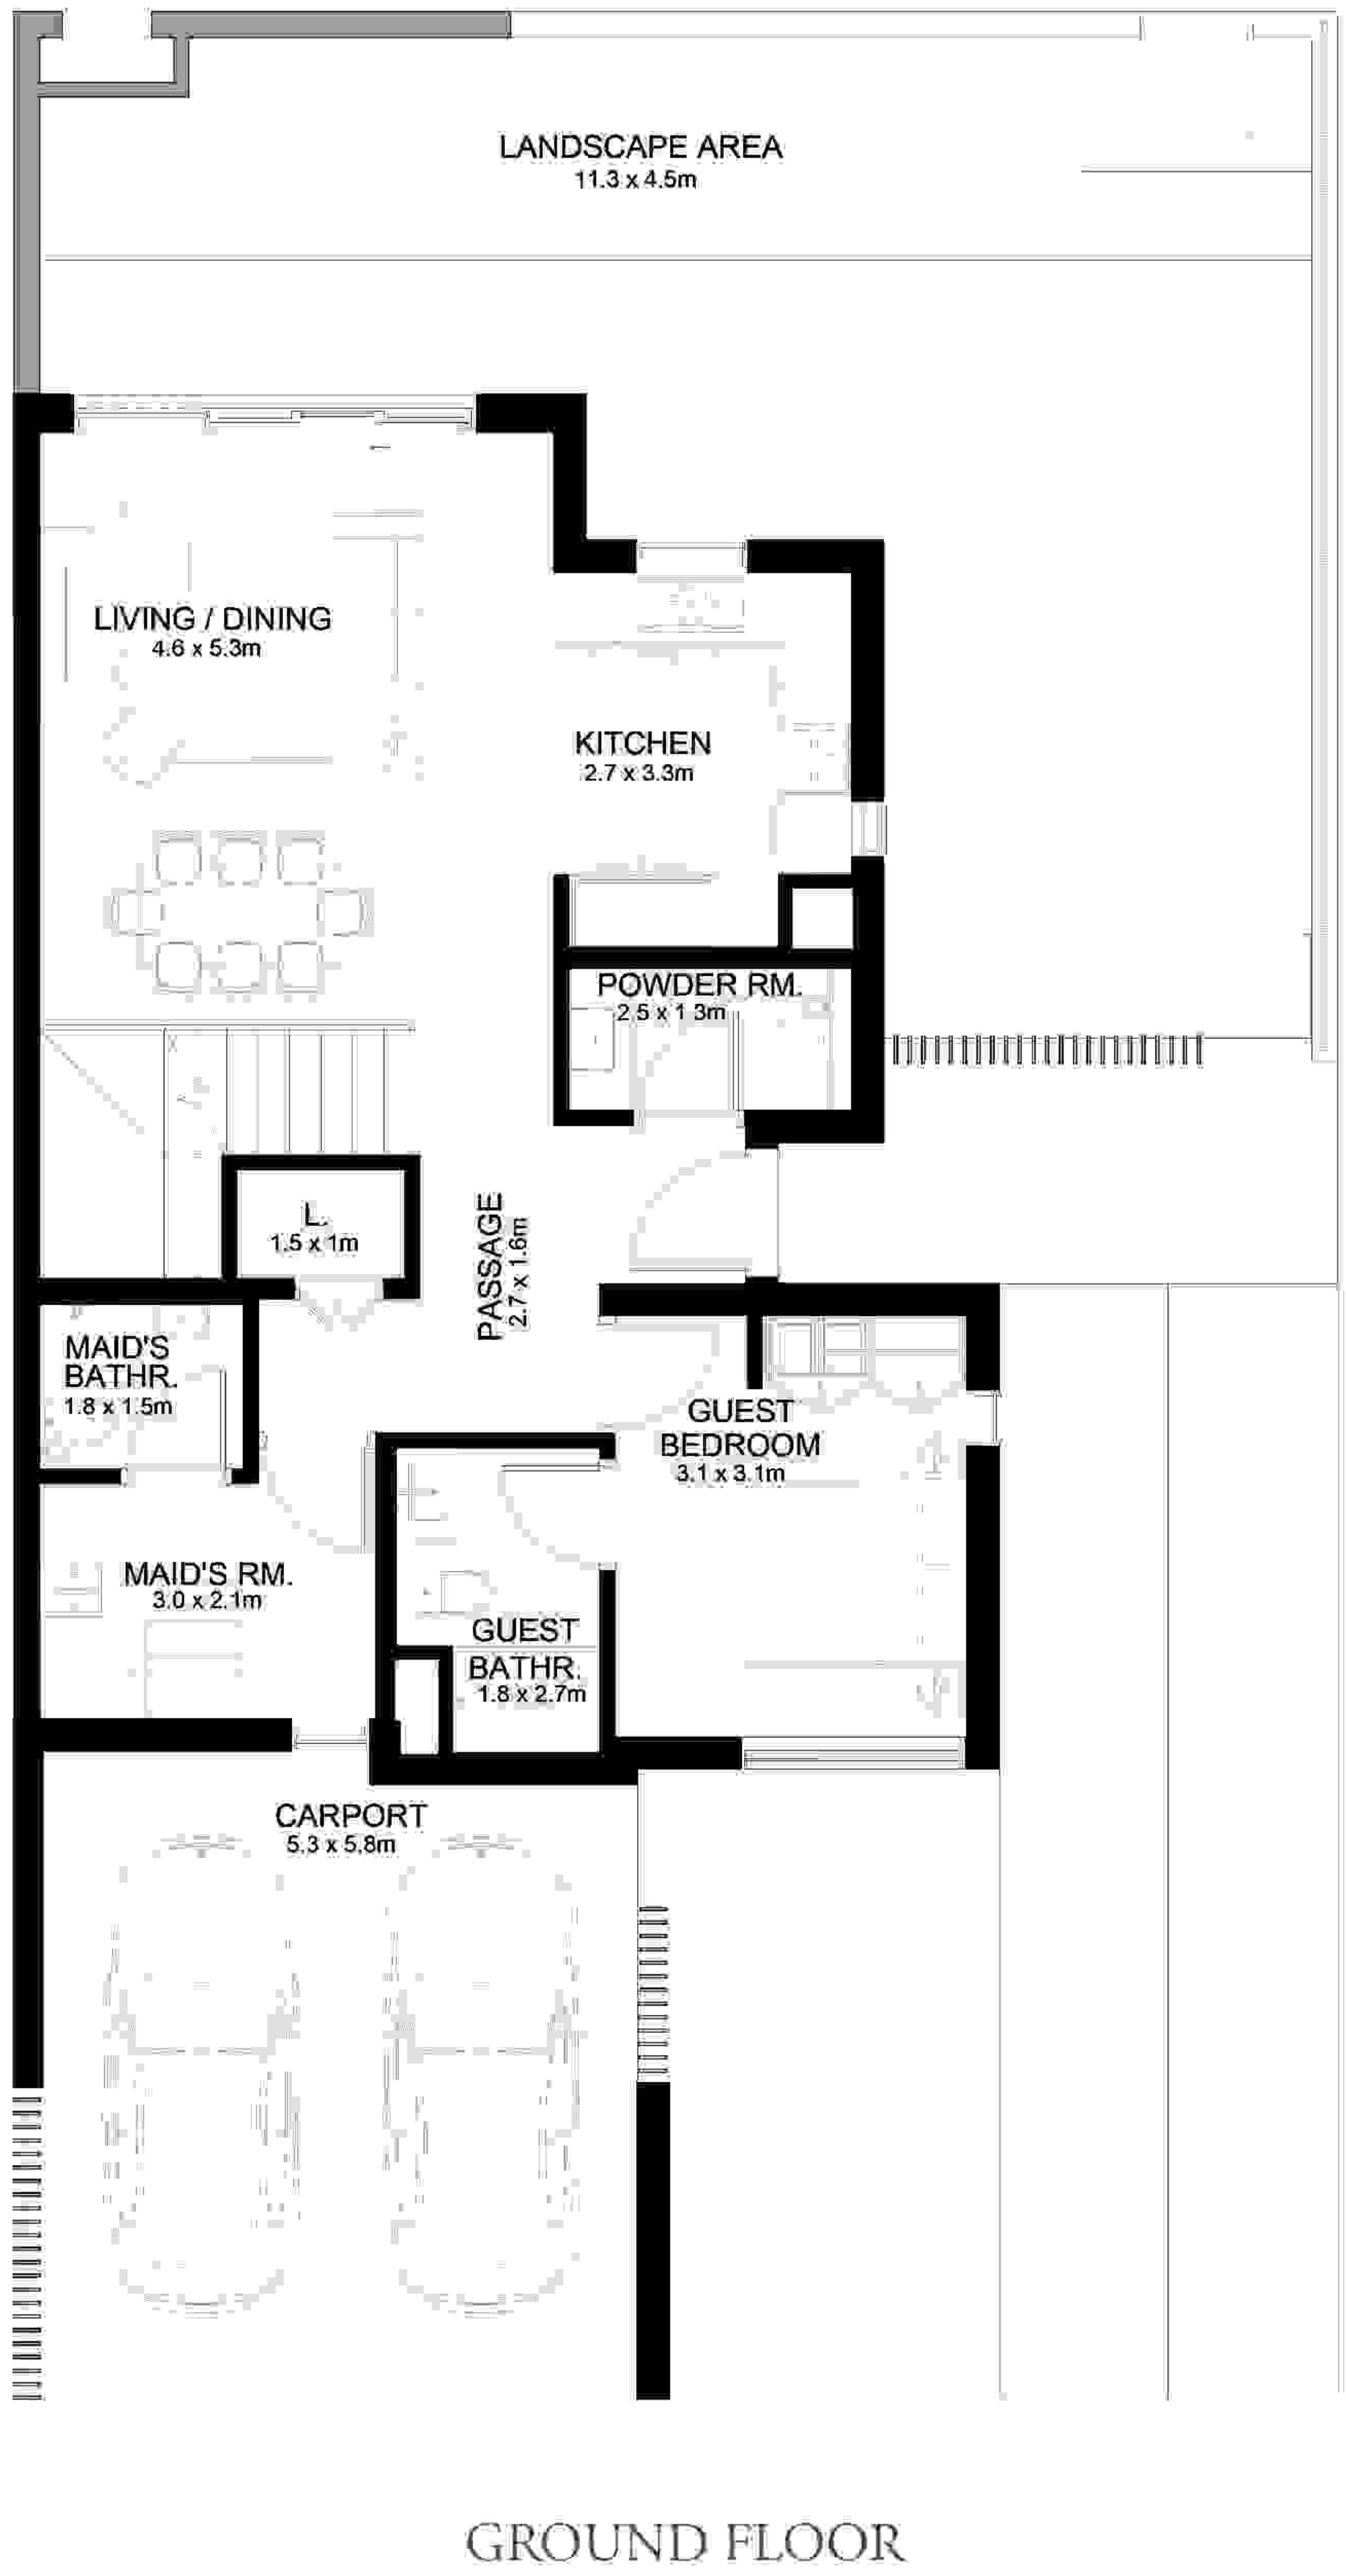 LANDSCAPE AREA
11.3 x 4.5m
LIVING / DINING
4.6 x 5.3m
KITCHEN
2.7 x 3.3m
POWDER RM.
2.5 x 1.3m
L.
1.5 x 1m
PASSAGE
2.7 x 1.6m
MAID'S
BATHR.
1.8 x 1.5m
GUEST
BEDROOM
3.1 x 3.1m
MAID'S RM.
3.0 x 2.1m
GUEST
BATHR.
1.8 x 2.7m
CARPORT
5.3 x 5.8m
GROUND FLOOR